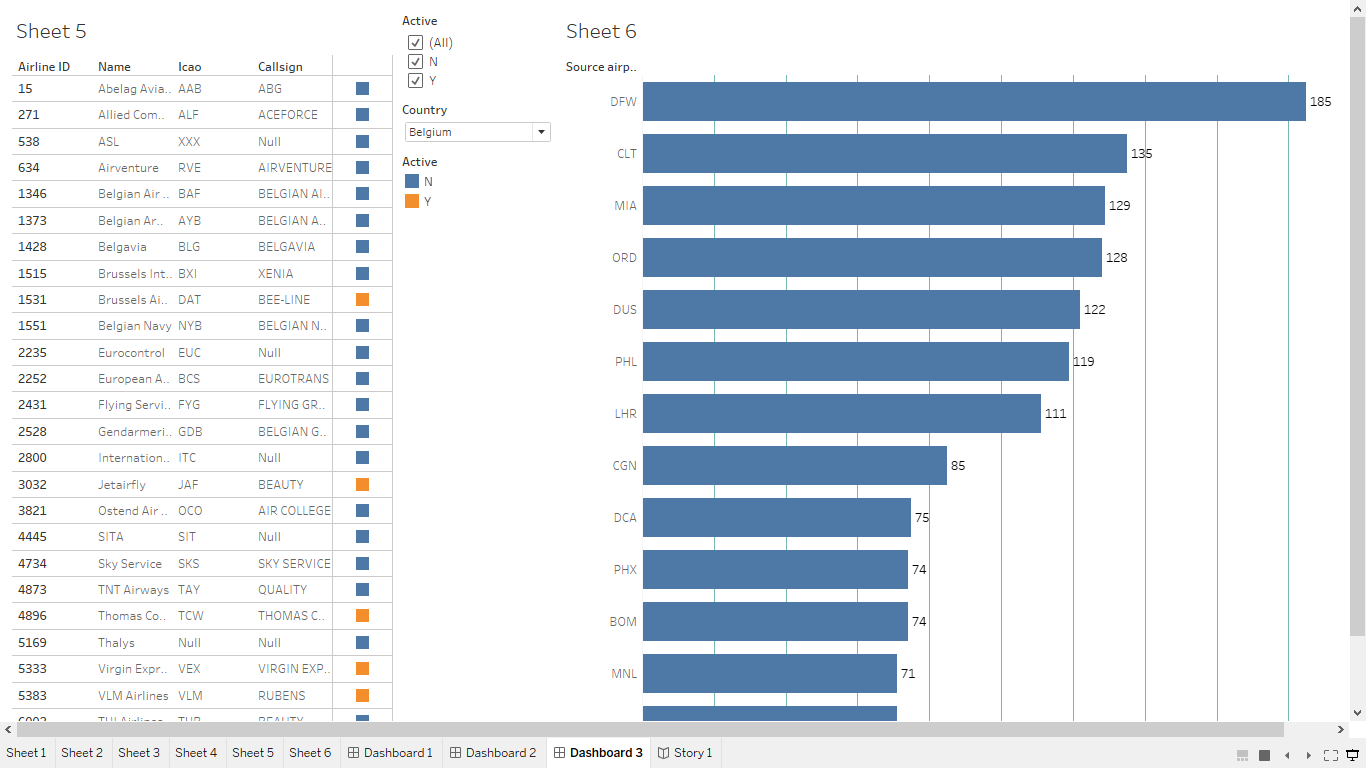 Sheet 5
Airline ID Name Icao Callsign
15 Abelag Avia.. AAB ABG
271 Allied Com.. ALF ACEFORCE
538 ASL XXX Null
634 Airventure RVE AIRVENTURE
1346 Belgian Air .. BAF BELGIAN AI..
1373 Belgian Ar.. AYB BELGIAN A..
1428 Belgavia BLG BELGAVIA
1515 Brussels Int.. BXI XENIA
1531 Brussels Ai.. DAT BEE-LINE
1551 Belgian Navy NYB BELGIAN N..
2235 Eurocontrol EUC Null
2252 European A.. BCS EUROTRANS
2431 Flying Servi.. FYG FLYING GR..
2528 Gendarmeri.. GDB BELGIAN G..
2800 Internation.. ITC Null
3032 Jetairfly JAF BEAUTY
3821 Ostend Air .. OCO AIR COLLEGE
4445 SITA SIT Null
4734 Sky Service SKS SKY SERVICE
4873 TNT Airways TAY QUALITY
4896 Thomas Co.. TCW THOMAS C..
5169 Thalys Null Null
5333 Virgin Expr.. VEX VIRGIN EXP..
5383 VLM Airlines VLM RUBENS
Active
(All)
N
Y
Country
Belgium
Active
N
Y
Sheet 6
Source airp..
DFW 185
CLT 135
MIA 129
ORD 128
DUS 122
PHL 119
LHR 111
CGN 85
DCA 75
PHX 74
BOM 74
MNL 71
Sheet 1 Sheet 2 Sheet 3 Sheet 4 Sheet 5 Sheet 6 Dashboard 1 Dashboard 2 Dashboard 3 Story 1